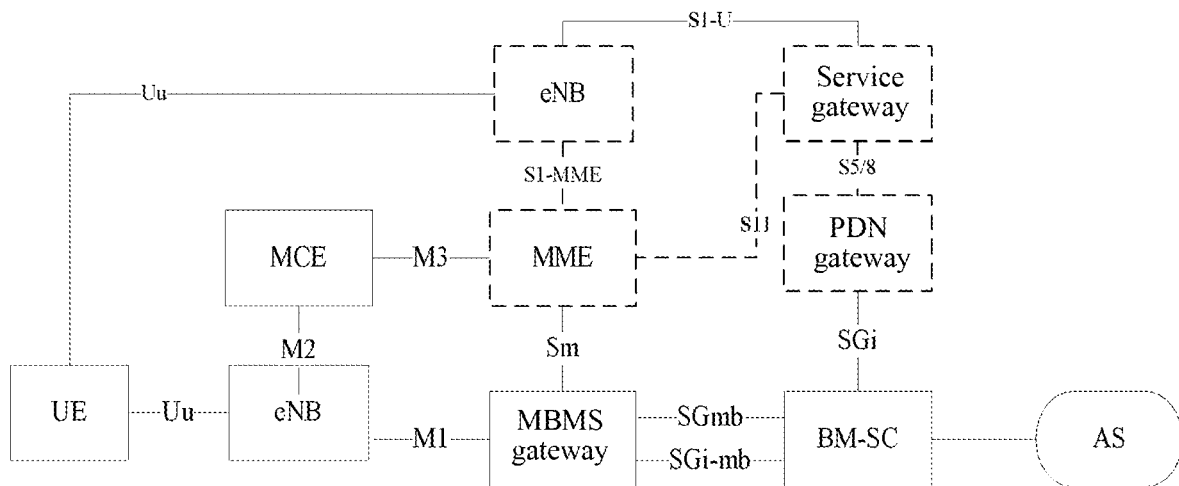 S1-U
Uu
eNB
Service
gateway
S1-MME
S5/8
MCE
M3
MME
S11
PDN
gateway
M2
Sm
SGi
UE
Uu
eNB
M1
MBMS
gateway
SGmb
SGi-mb
BM-SC
AS